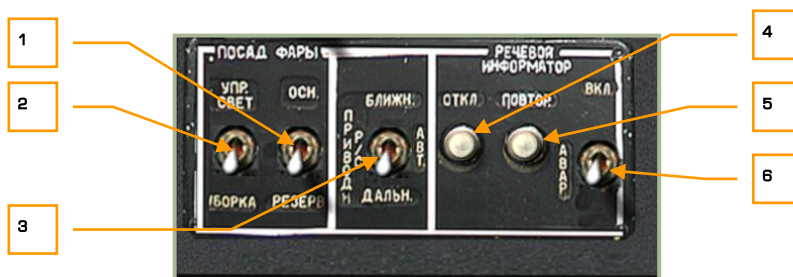 1
2
3
4
5
6
ПОСАД ФАРЫ
УПР.
СВЕТ
ОСН.
УБОРКА
РЕЗЕРВ
БЛИЖН.
ПРИВОДН
Р/С
АВТ.
ДАЛЬН.
РЕЧЕВОЙ
ИНФОРМАТОР
ОТКЛ.
ПОВТОР.
ВКЛ.
АВАР